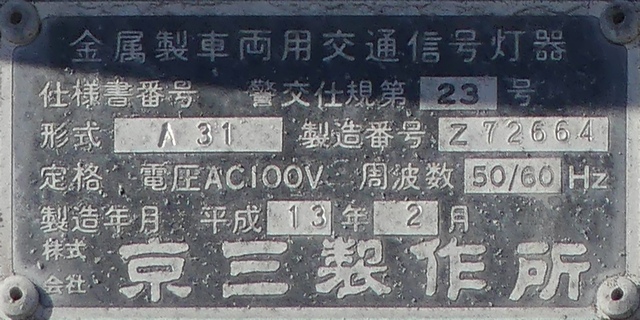 金属製車両用交通信号灯器
仕様書番号 警交仕規第 23 号
形式 A31 製造番号 Z72664
定格 電圧AC100V 周波数 50/60 Hz
製造年月 平成 13 年 2 月
株式会社 京三製作所